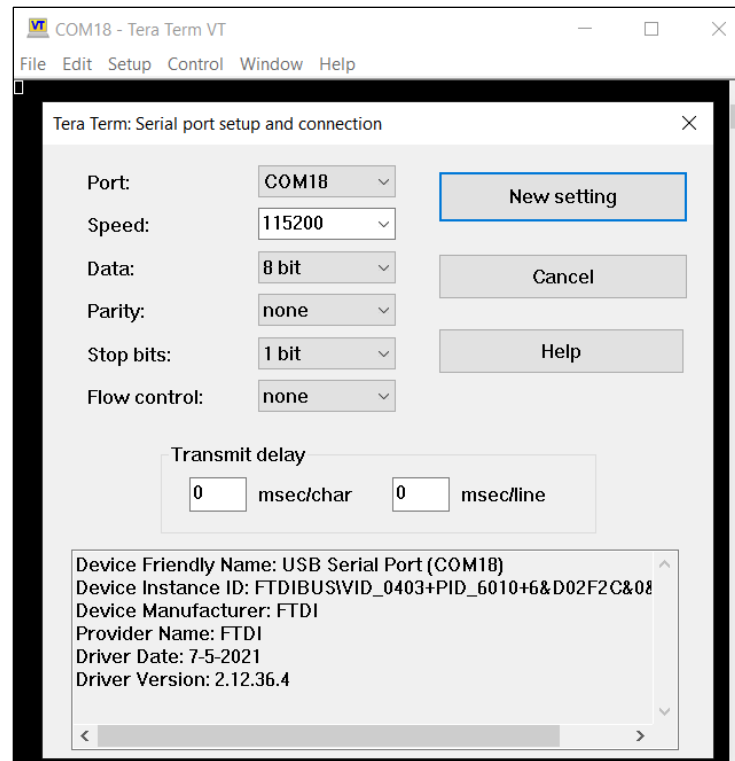 VT COM18 - Tera Term VT
File Edit Setup Control Window Help
Tera Term: Serial port setup and connection
Port: COM18 New setting
Speed: 115200
Data: 8 bit Cancel
Parity: none
Stop bits: 1 bit Help
Flow control: none
Transmit delay
0 msec/char 0 msec/line
Device Friendly Name: USB Serial Port (COM18)
Device Instance ID: FTDIBUS\VID_0403+PID_6010+6&D02F2C&0&
Device Manufacturer: FTDI
Provider Name: FTDI
Driver Date: 7-5-2021
Driver Version: 2.12.36.4